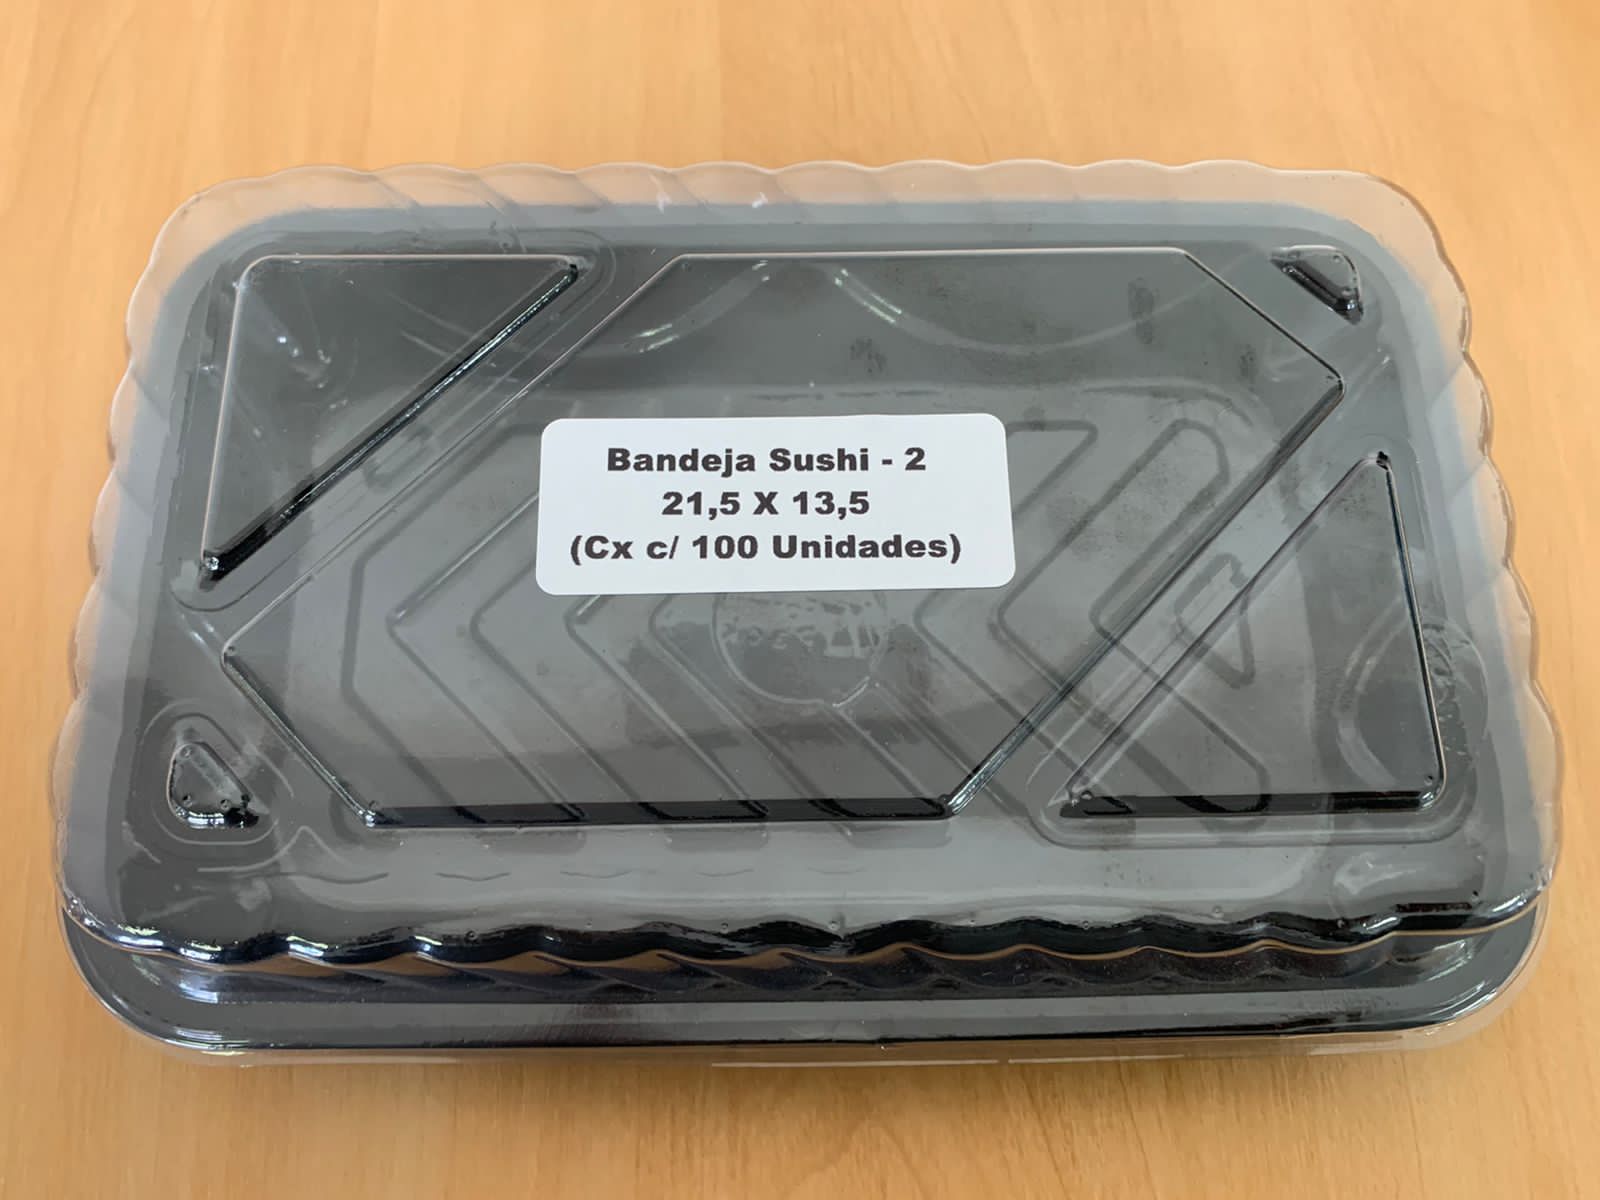 Bandeja Sushi - 2
21,5 X 13,5
(Cx c/ 100 Unidades)